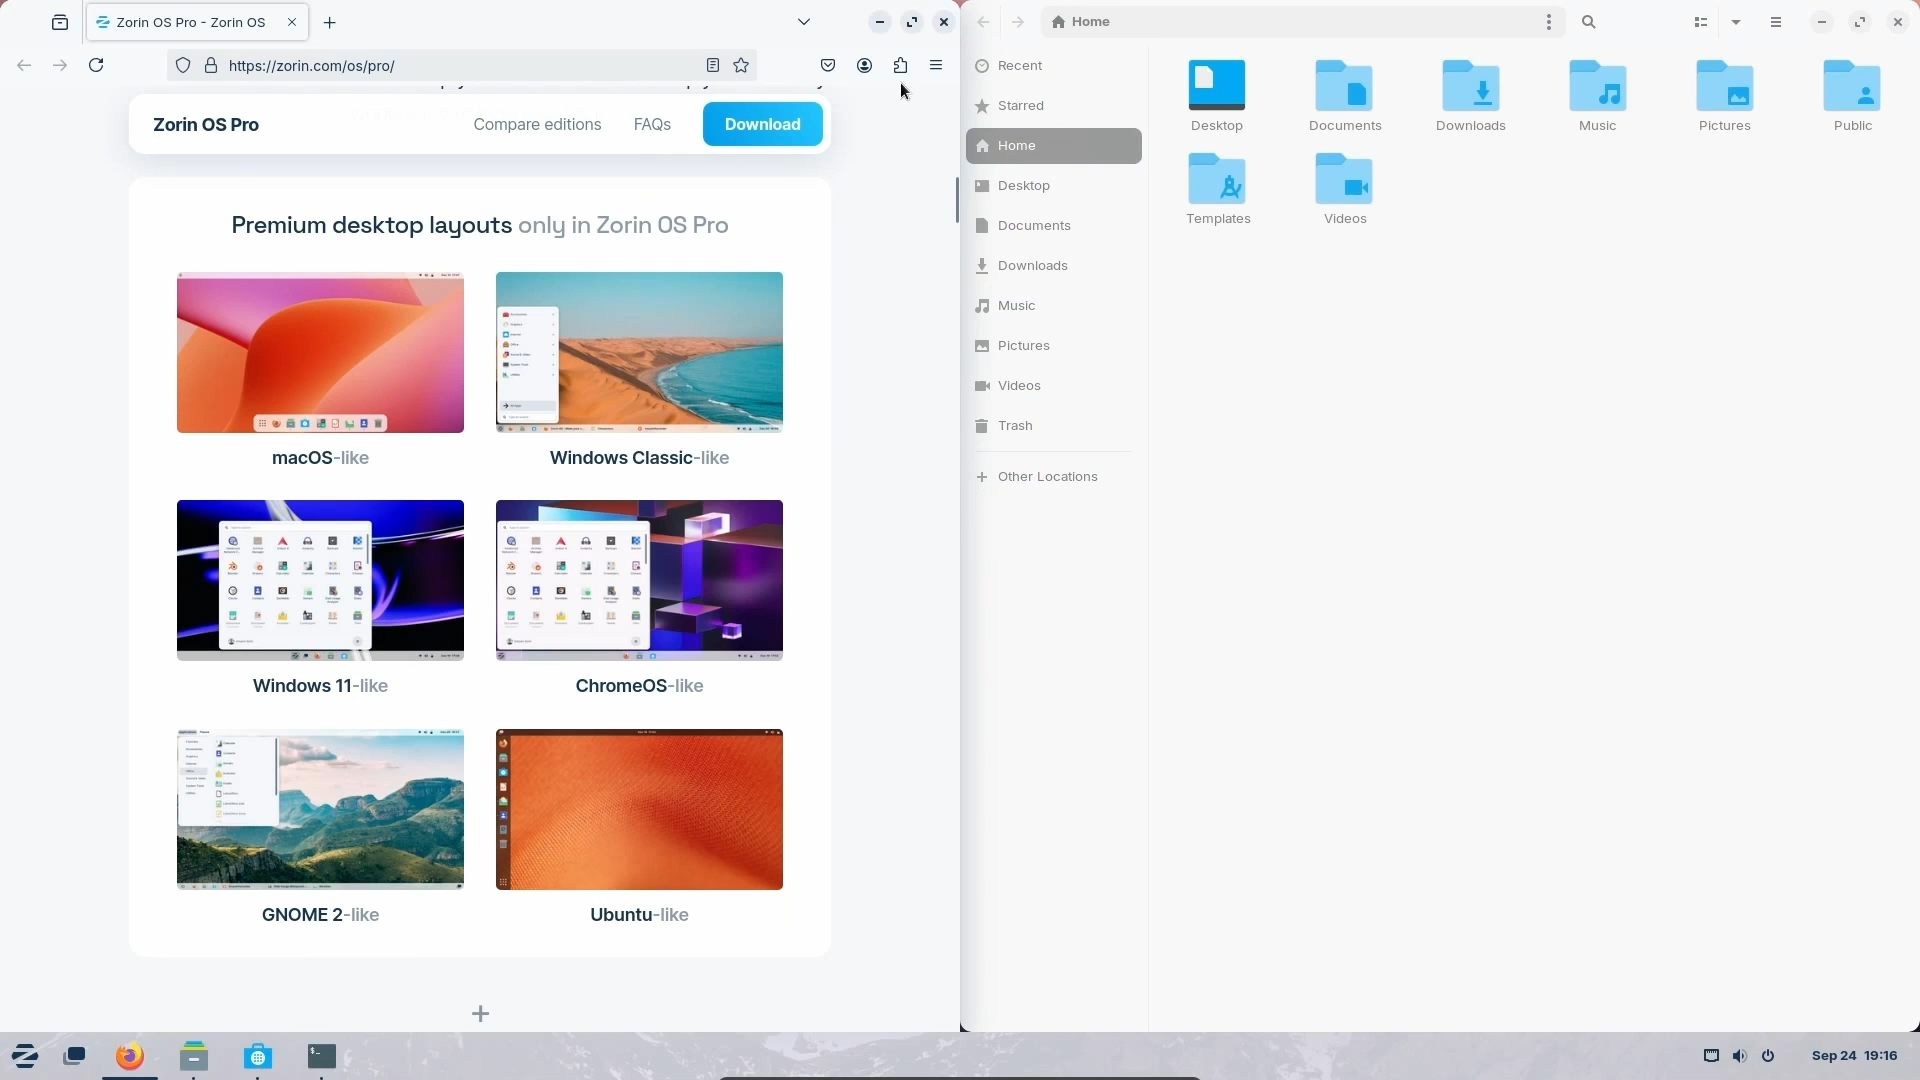 Zorin OS Pro - Zorin OS
https://zorin.com/os/pro/
Zorin OS Pro
Compare editions
FAQs
Download
Premium desktop layouts only in Zorin OS Pro
macOS-like
Windows Classic-like
Windows 11-like
ChromeOS-like
GNOME 2-like
Ubuntu-like
Home
Recent
Starred
Home
Desktop
Documents
Downloads
Music
Pictures
Videos
Trash
Other Locations
Desktop
Documents
Downloads
Music
Pictures
Public
Templates
Videos
Sep 24 19:16